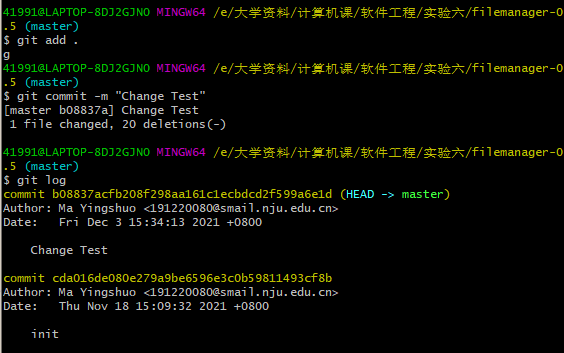 41991@LAPTOP-8DJ2GJNO MINGW64 /e/大学资料/计算机课/软件工程/实验六/filemanager-0
.5 (master)
$ git add .
g
41991@LAPTOP-8DJ2GJNO MINGW64 /e/大学资料/计算机课/软件工程/实验六/filemanager-0
.5 (master)
$ git commit -m "Change Test"
[master b08837a] Change Test
 1 file changed, 20 deletions(-)
41991@LAPTOP-8DJ2GJNO MINGW64 /e/大学资料/计算机课/软件工程/实验六/filemanager-0
.5 (master)
$ git log
commit b08837acfb208f298aa161c1ecbdcd2f599a6e1d (HEAD -> master)
Author: Ma Yingshuo <191220080@smail.nju.edu.cn>
Date:   Fri Dec 3 15:34:13 2021 +0800
    Change Test
commit cda016de080e279a9be6596e3c0b59811493cf8b
Author: Ma Yingshuo <191220080@smail.nju.edu.cn>
Date:   Thu Nov 18 15:09:32 2021 +0800
    init